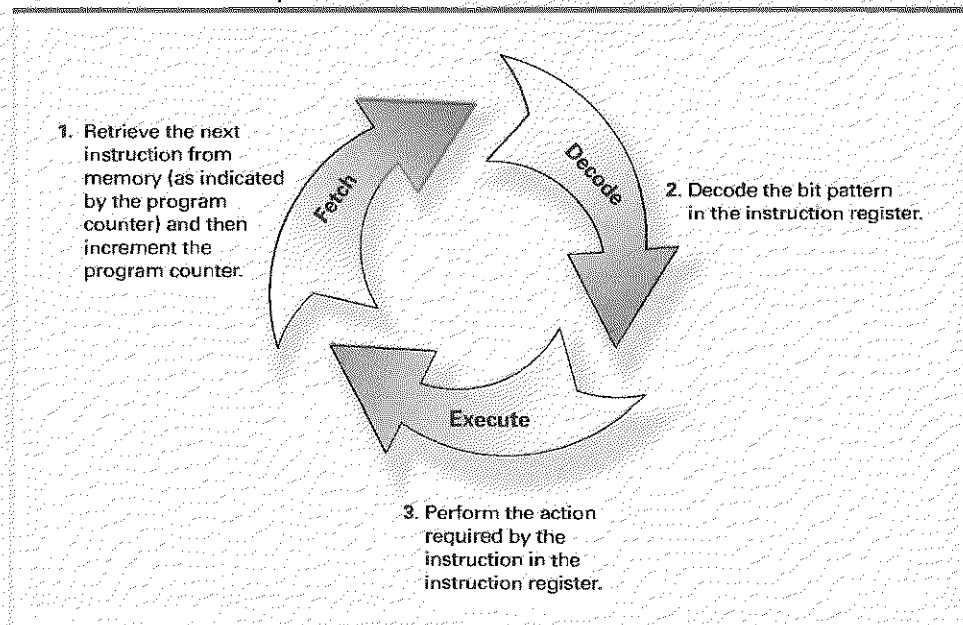 1. Retrieve the next
instruction from
memory (as indicated
by the program
counter) and then
increment the
program counter.
Fetch
Decode
2. Decode the bit pattern
in the instruction register.
Execute
3. Perform the action
required by the
instruction in the
instruction register.